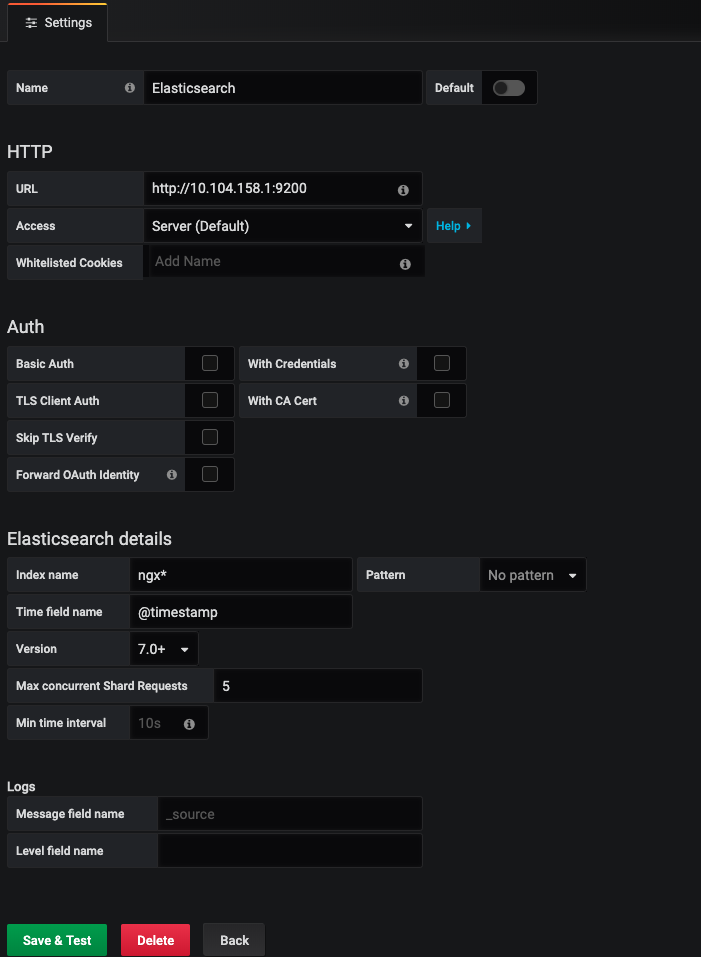 Settings
Name Elasticsearch Default
HTTP
URL http://10.104.158.1:9200
Access Server (Default) Help
Whitelisted Cookies Add Name
Auth
Basic Auth With Credentials
TLS Client Auth With CA Cert
Skip TLS Verify
Forward OAuth Identity
Elasticsearch details
Index name ngx* Pattern No pattern
Time field name @timestamp
Version 7.0+
Max concurrent Shard Requests 5
Min time interval 10s
Logs
Message field name _source
Level field name
Save & Test Delete Back